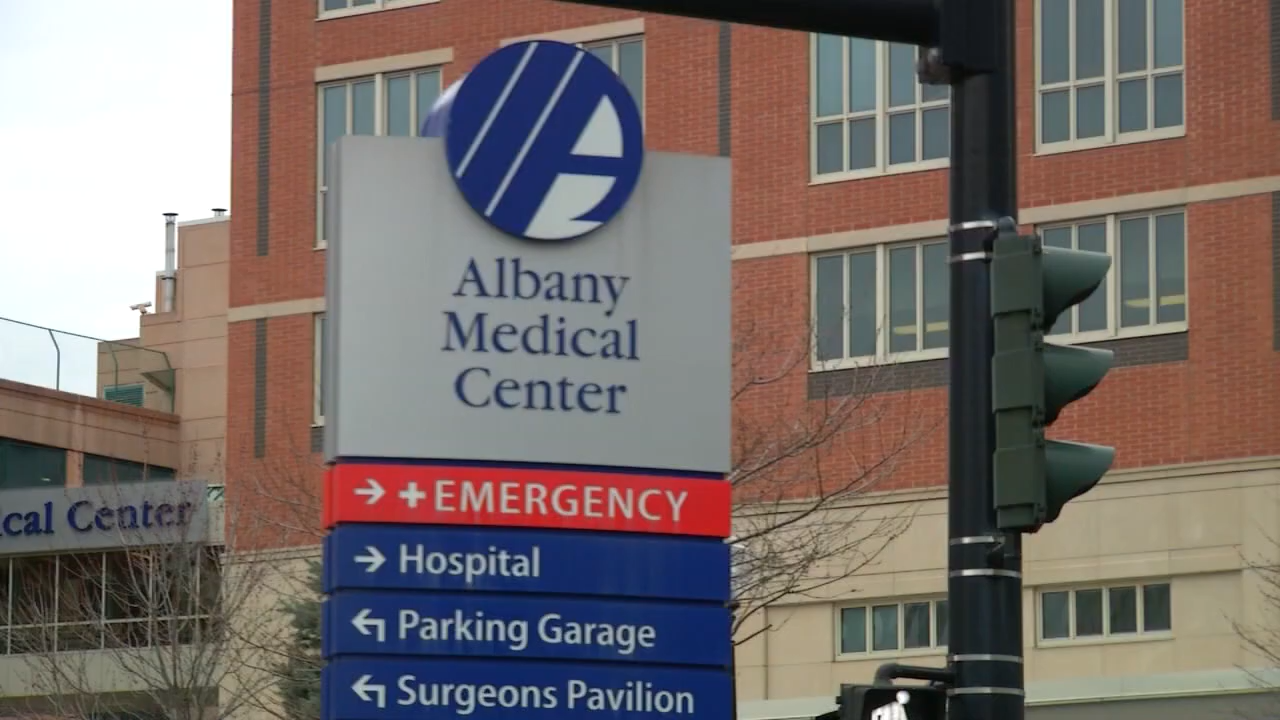 Albany
Medical
Center
→ + EMERGENCY
→ Hospital
↰ Parking Garage
↰ Surgeons Pavilion
cal Center